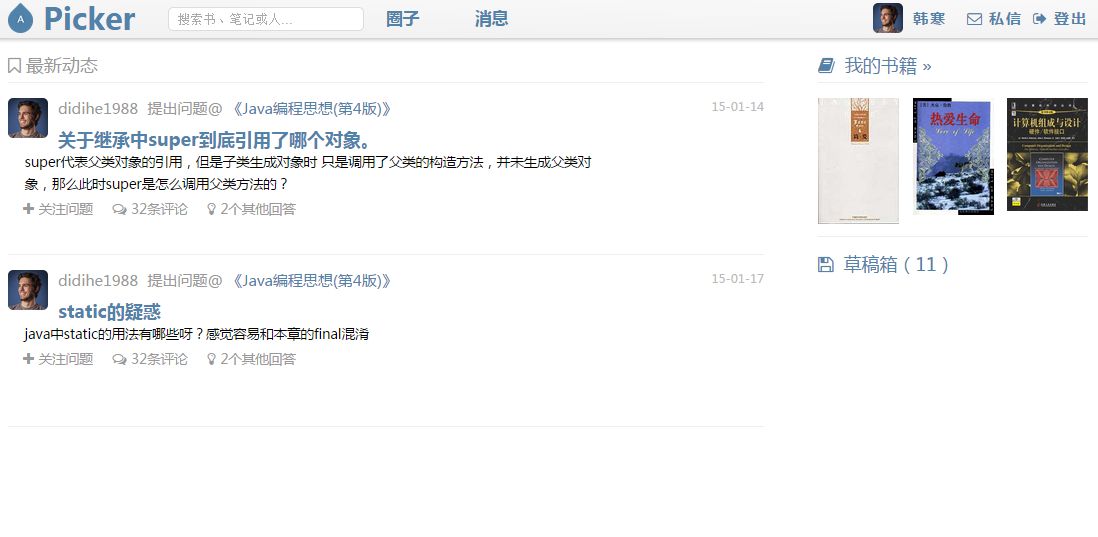 A Picker 搜索书、笔记或人... 圈子 消息 韩寒 私信 登出
最新动态
我的书籍 »
didihe1988 提出问题@ 《Java编程思想(第4版)》 15-01-14
关于继承中super到底引用了哪个对象。
super代表父类对象的引用，但是子类生成对象时 只是调用了父类的构造方法，并未生成父类对
象，那么此时super是怎么调用父类方法的？
关注问题 32条评论 2个其他回答
热爱生命
Love of Life
计算机组成与设计
硬件/软件接口
草稿箱 ( 11 )
didihe1988 提出问题@ 《Java编程思想(第4版)》 15-01-17
static的疑惑
java中static的用法有哪些呀？感觉容易和本章的final混淆
关注问题 32条评论 2个其他回答